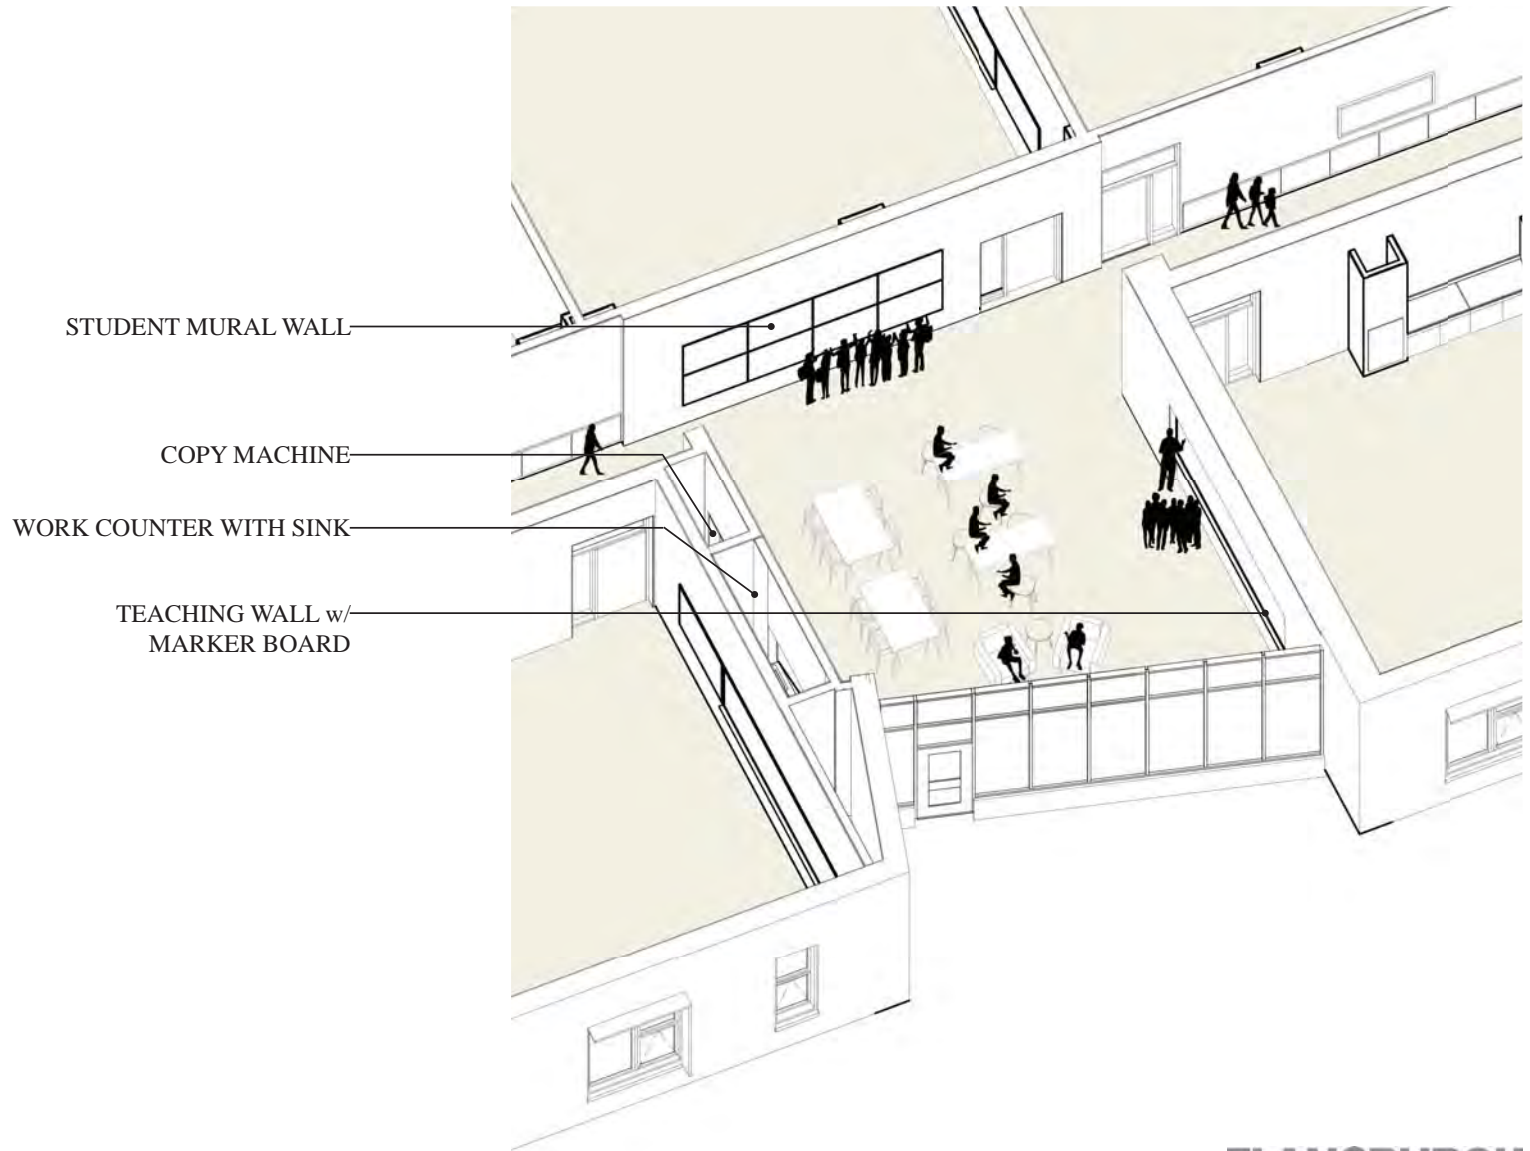 STUDENT MURAL WALL
COPY MACHINE
WORK COUNTER WITH SINK
TEACHING WALL w/
MARKER BOARD